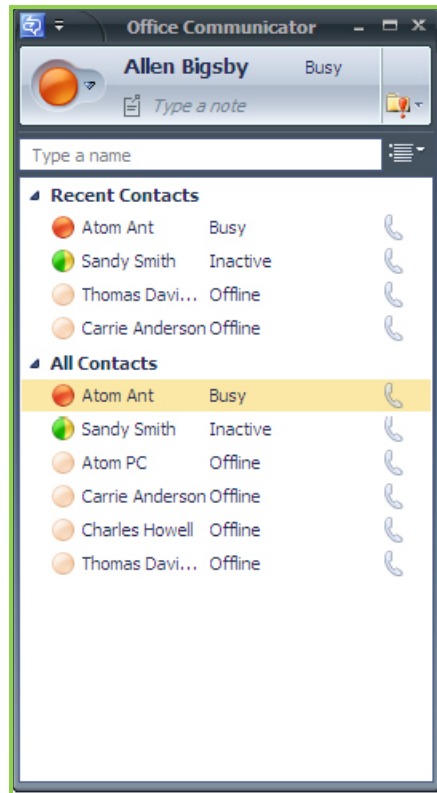 Office Communicator
Allen Bigsby Busy
Type a note
Type a name
Recent Contacts
Atom Ant Busy
Sandy Smith Inactive
Thomas Davi... Offline
Carrie Anderson Offline
All Contacts
Atom Ant Busy
Sandy Smith Inactive
Atom PC Offline
Carrie Anderson Offline
Charles Howell Offline
Thomas Davi... Offline